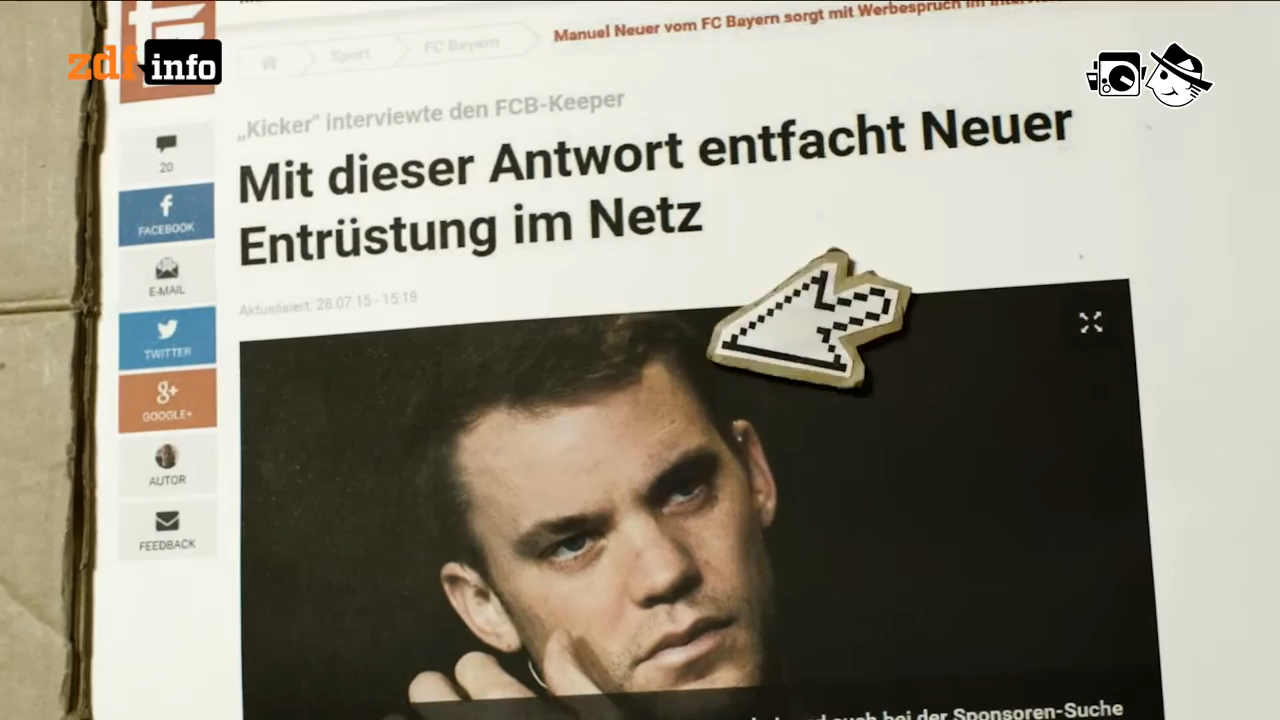 Manuel Neuer vom FC Bayern sorgt mit Werbespruch im
zdf info
Sport
FC Bayern
„Kicker" interviewte den FCB-Keeper
Mit dieser Antwort entfacht Neuer
Entrüstung im Netz
Aktualisiert: 28.07.15 - 15:18
20
FACEBOOK
E-MAIL
TWITTER
8+
GOOGLE+
AUTOR
FEEDBACK
auch bei der Sponsoren-Suche